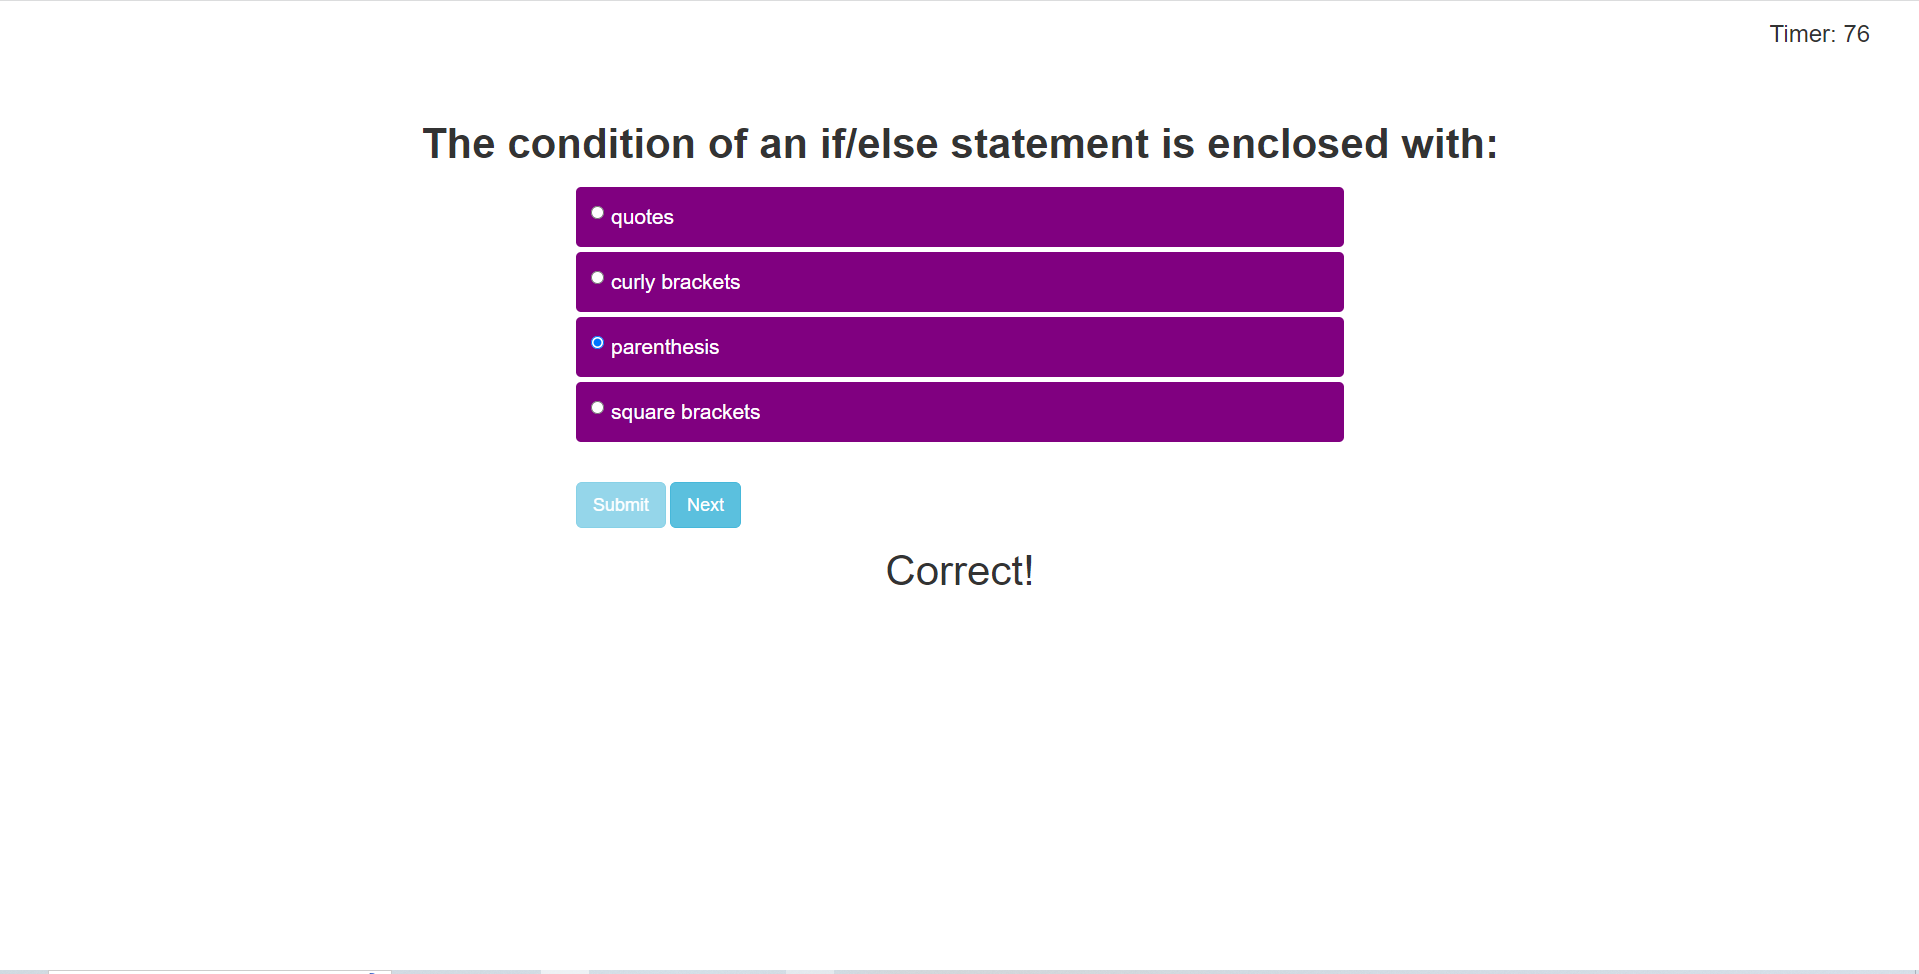 Timer: 76
The condition of an if/else statement is enclosed with:
quotes
curly brackets
parenthesis
square brackets
Submit Next
Correct!